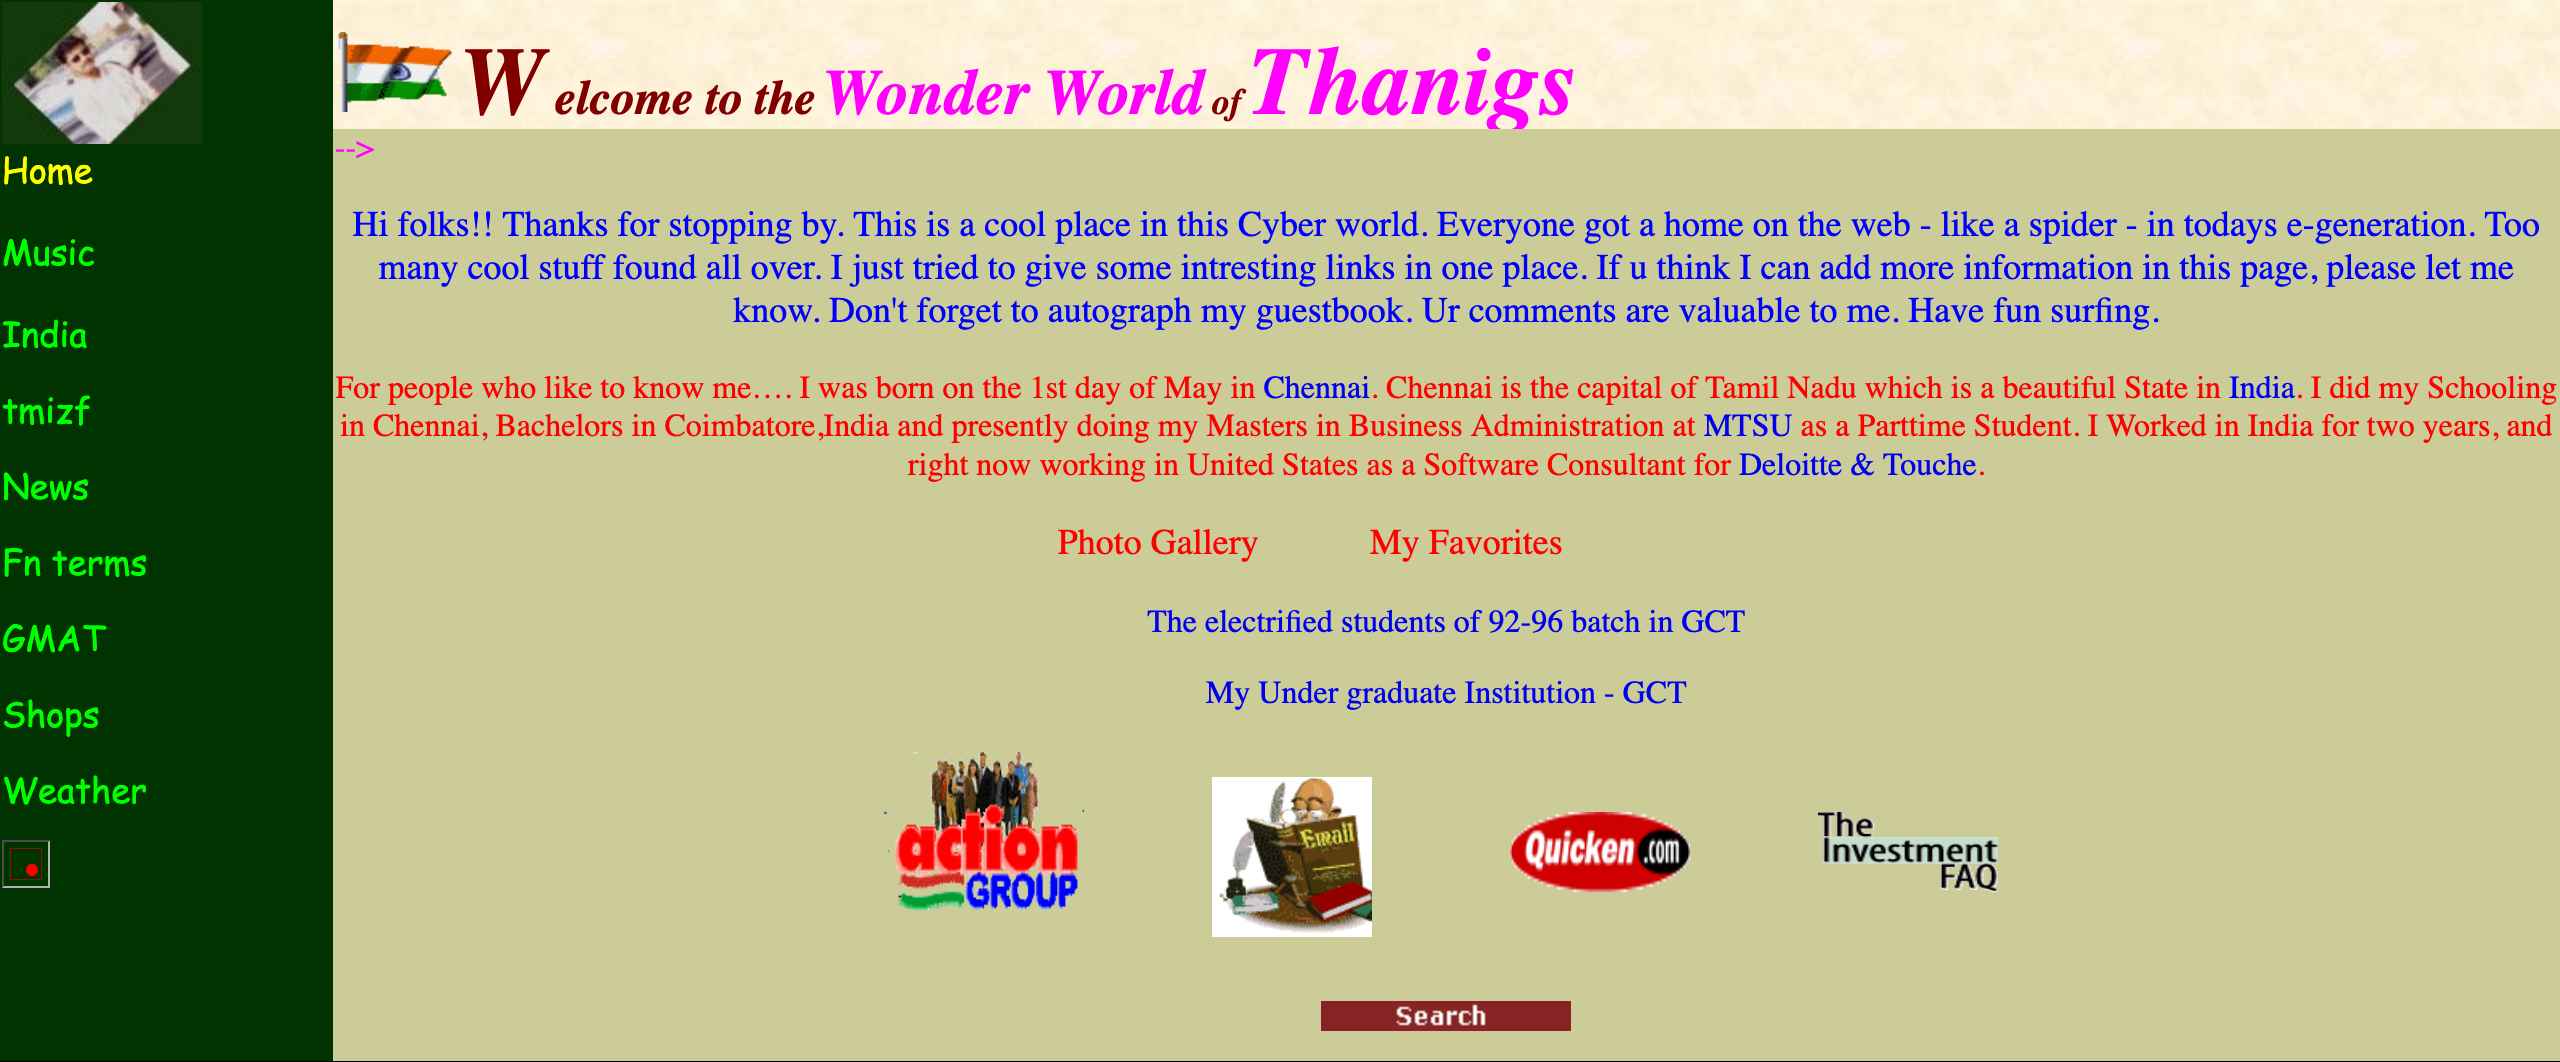 Welcome to the Wonder World of Thanigs
Home
Music
India
tmizf
News
Fn terms
GMAT
Shops
Weather
-->
Hi folks!! Thanks for stopping by. This is a cool place in this Cyber world. Everyone got a home on the web - like a spider - in todays e-generation. Too
many cool stuff found all over. I just tried to give some intresting links in one place. If u think I can add more information in this page, please let me
know. Don't forget to autograph my guestbook. Ur comments are valuable to me. Have fun surfing.
For people who like to know me.... I was born on the 1st day of May in Chennai. Chennai is the capital of Tamil Nadu which is a beautiful State in India. I did my Schooling
in Chennai, Bachelors in Coimbatore,India and presently doing my Masters in Business Administration at MTSU as a Parttime Student. I Worked in India for two years, and
right now working in United States as a Software Consultant for Deloitte & Touche.
Photo Gallery My Favorites
The electrified students of 92-96 batch in GCT
My Under graduate Institution - GCT
action
GROUP
Email
Quicken.com
The
Investment
FAQ
Search